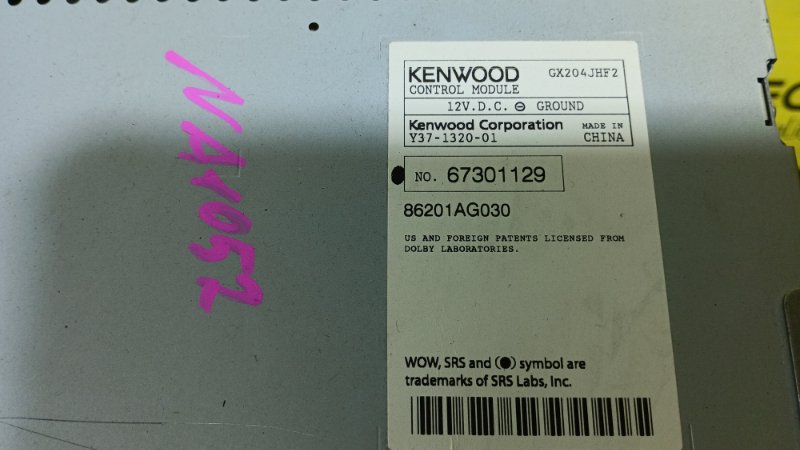 KENWOOD GX204JHF2
CONTROL MODULE
12V.D.C. ⊖ GROUND
Kenwood Corporation MADE IN
Y37-1320-01 CHINA
NO. 67301129
86201AG030
US AND FOREIGN PATENTS LICENSED FROM
DOLBY LABORATORIES.
WOW, SRS and (●) symbol are
trademarks of SRS Labs, Inc.